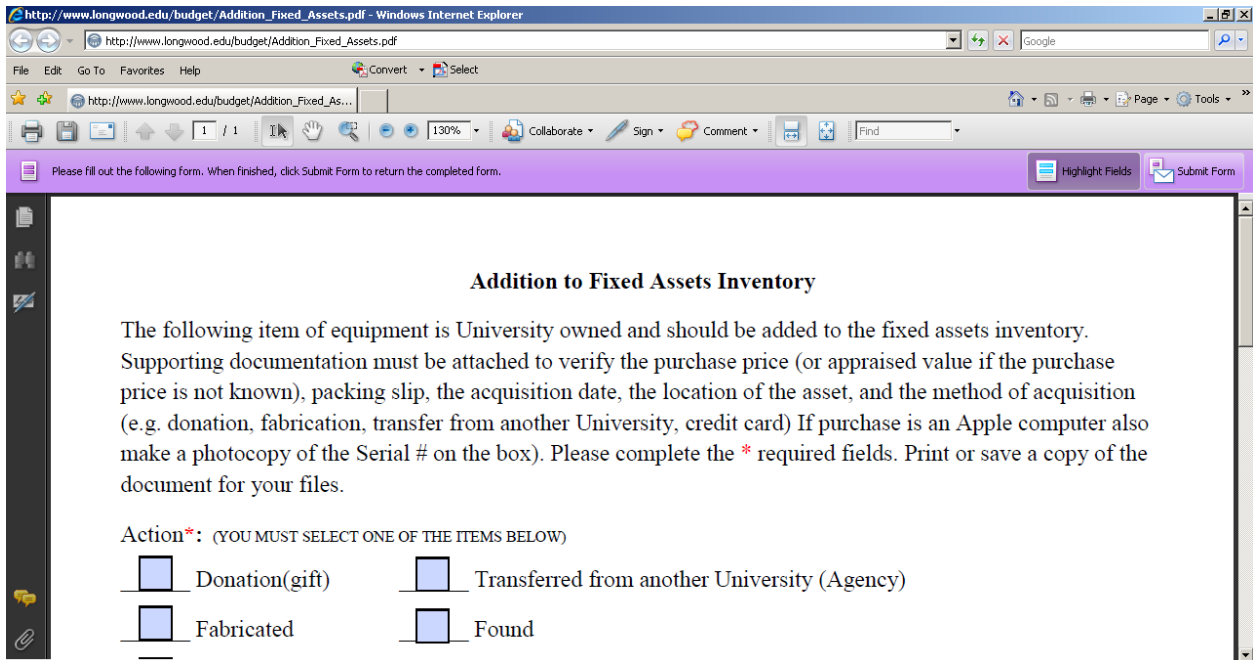 http://www.longwood.edu/budget/Addition_Fixed_Assets.pdf - Windows Internet Explorer
http://www.longwood.edu/budget/Addition_Fixed_Assets.pdf
Google
File Edit Go To Favorites Help Convert Select
http://www.longwood.edu/budget/Addition_Fixed_As...
Page Tools »
1 / 1 130% Collaborate Sign Comment Find
Please fill out the following form. When finished, click Submit Form to return the completed form.
Highlight Fields Submit Form
Addition to Fixed Assets Inventory
The following item of equipment is University owned and should be added to the fixed assets inventory.
Supporting documentation must be attached to verify the purchase price (or appraised value if the purchase
price is not known), packing slip, the acquisition date, the location of the asset, and the method of acquisition
(e.g. donation, fabrication, transfer from another University, credit card) If purchase is an Apple computer also
make a photocopy of the Serial # on the box). Please complete the * required fields. Print or save a copy of the
document for your files.
Action*: (YOU MUST SELECT ONE OF THE ITEMS BELOW)
Donation(gift) Transferred from another University (Agency)
Fabricated Found